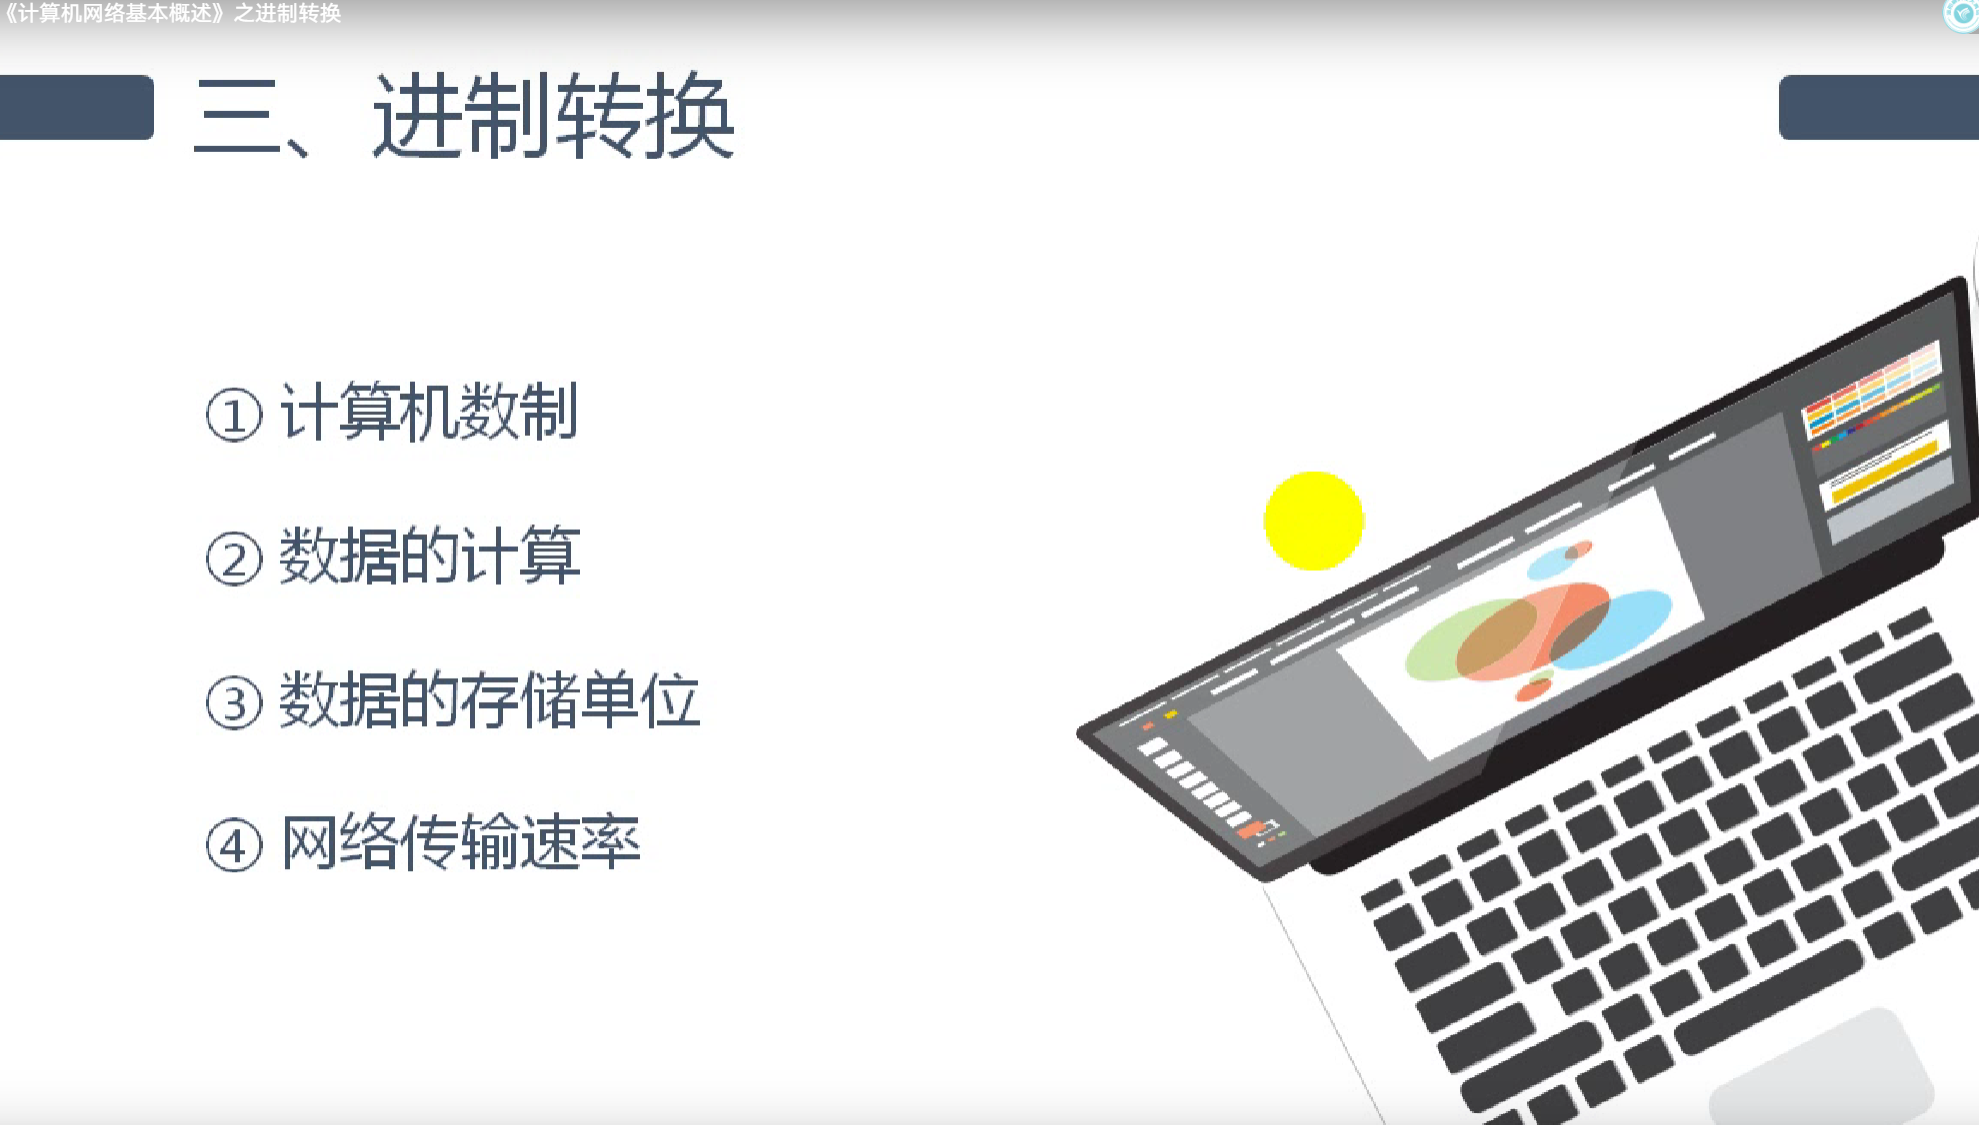 《计算机网络基本概述》之进制转换
三、进制转换
① 计算机数制
② 数据的计算
③ 数据的存储单位
④ 网络传输速率